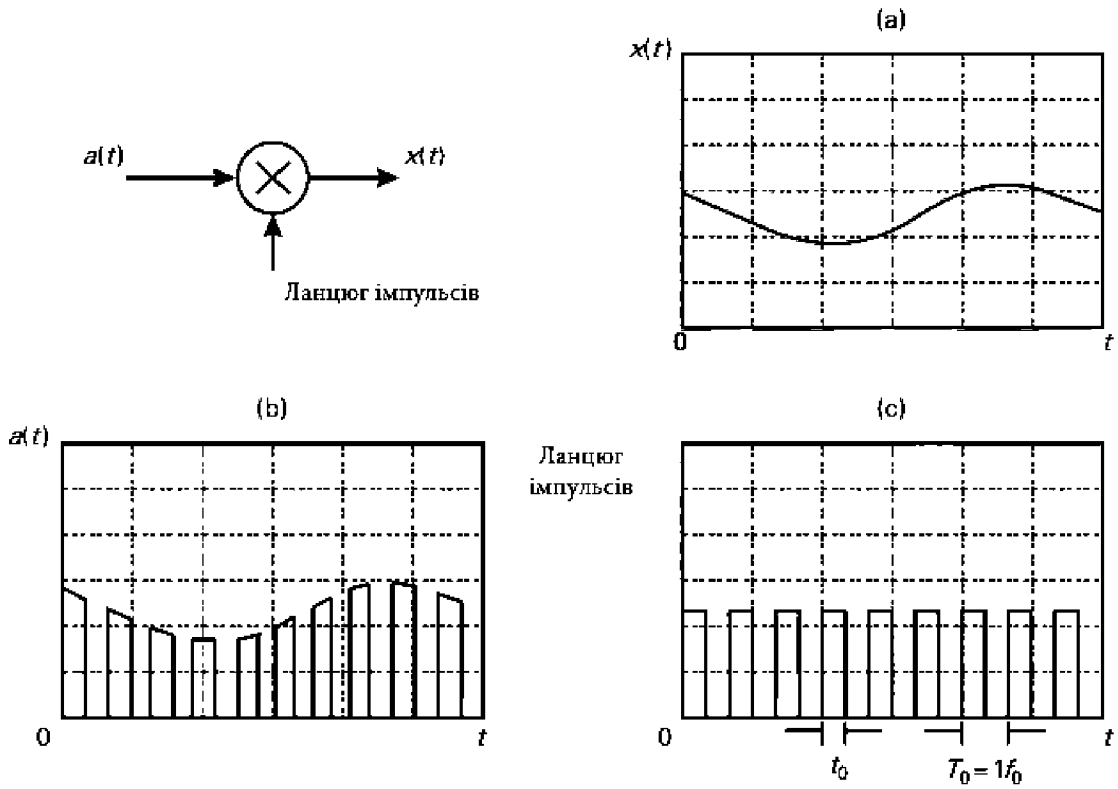 (a)
x(t)
a(t)
x(t)
Ланцюг імпульсів
0
t
(b)
(c)
a(t)
Ланцюг
імпульсів
0
t
0
t
t₀
T₀ = 1f₀